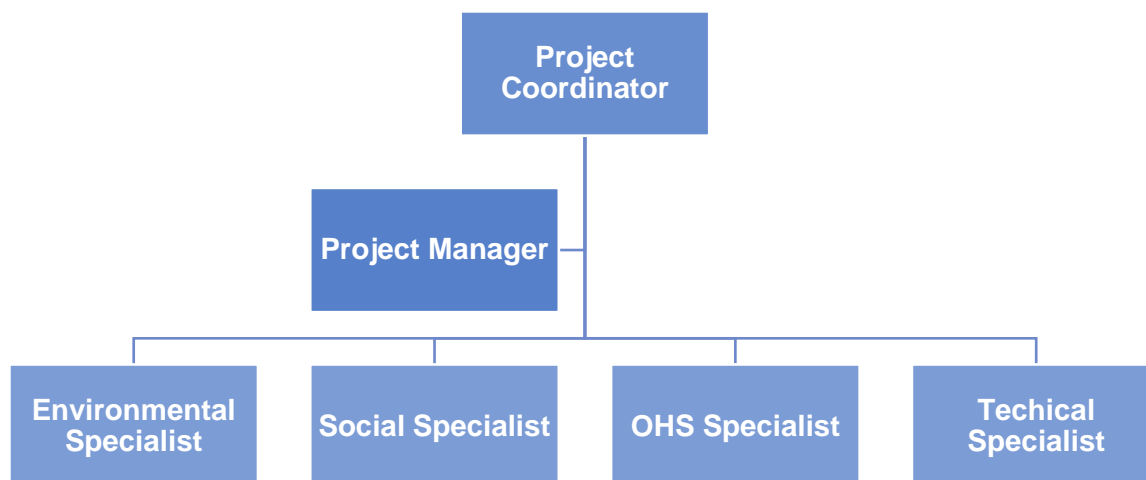 Project
Coordinator
Project Manager
Environmental
Specialist
Social Specialist
OHS Specialist
Techical
Specialist